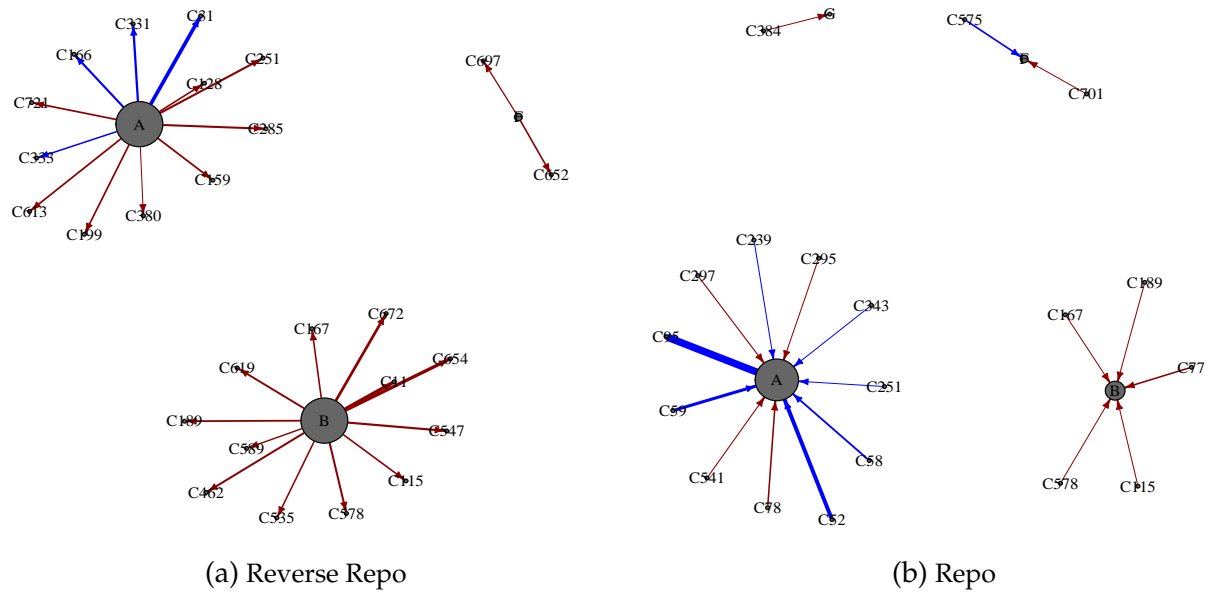 C31
C331
C166
C251
C128
C721
A
C285
C333
C159
C613
C380
C199
C697
F
C652
C672
C167
C654
C619
C11
C189
B
C547
C589
C115
C462
C578
C535
(a) Reverse Repo
G
C384
C575
C701
C239
C295
C297
C343
C95
A
C251
C59
C58
C541
C78
C52
C189
C167
C77
B
C578
C115
(b) Repo